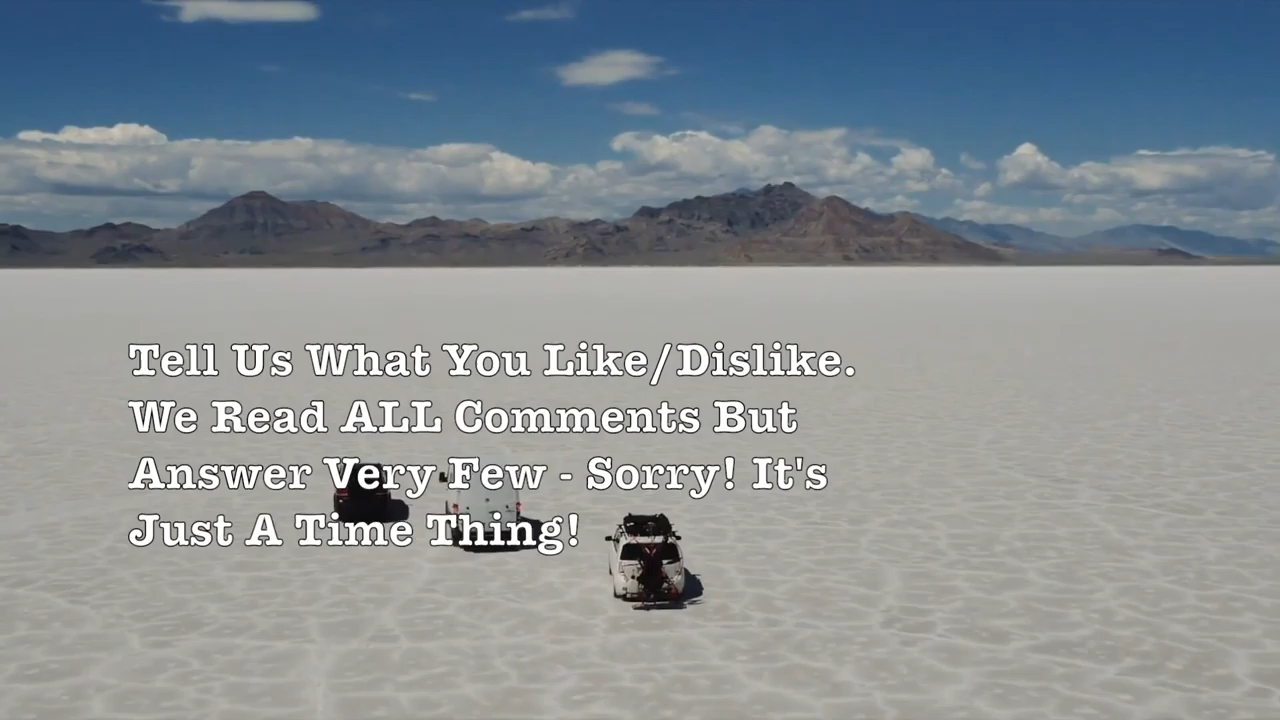 Tell Us What You Like/Dislike.
We Read ALL Comments But
Answer Very Few - Sorry! It's
Just A Time Thing!